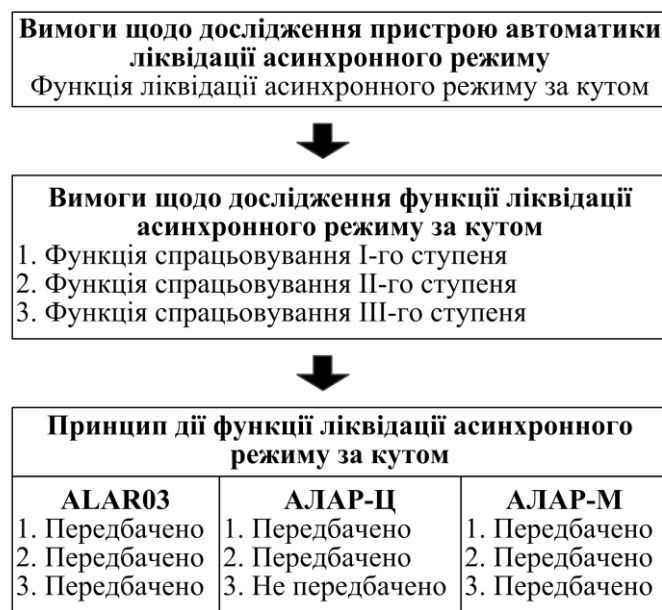 Вимоги щодо дослідження пристрою автоматики
ліквідації асинхронного режиму
Функція ліквідації асинхронного режиму за кутом
Вимоги щодо дослідження функції ліквідації
асинхронного режиму за кутом
1. Функція спрацьовування І-го ступеня
2. Функція спрацьовування ІІ-го ступеня
3. Функція спрацьовування ІІІ-го ступеня
Принцип дії функції ліквідації асинхронного
режиму за кутом
ALAR03
1. Передбачено
2. Передбачено
3. Передбачено
АЛАР-Ц
1. Передбачено
2. Передбачено
3. Не передбачено
АЛАР-М
1. Передбачено
2. Передбачено
3. Передбачено